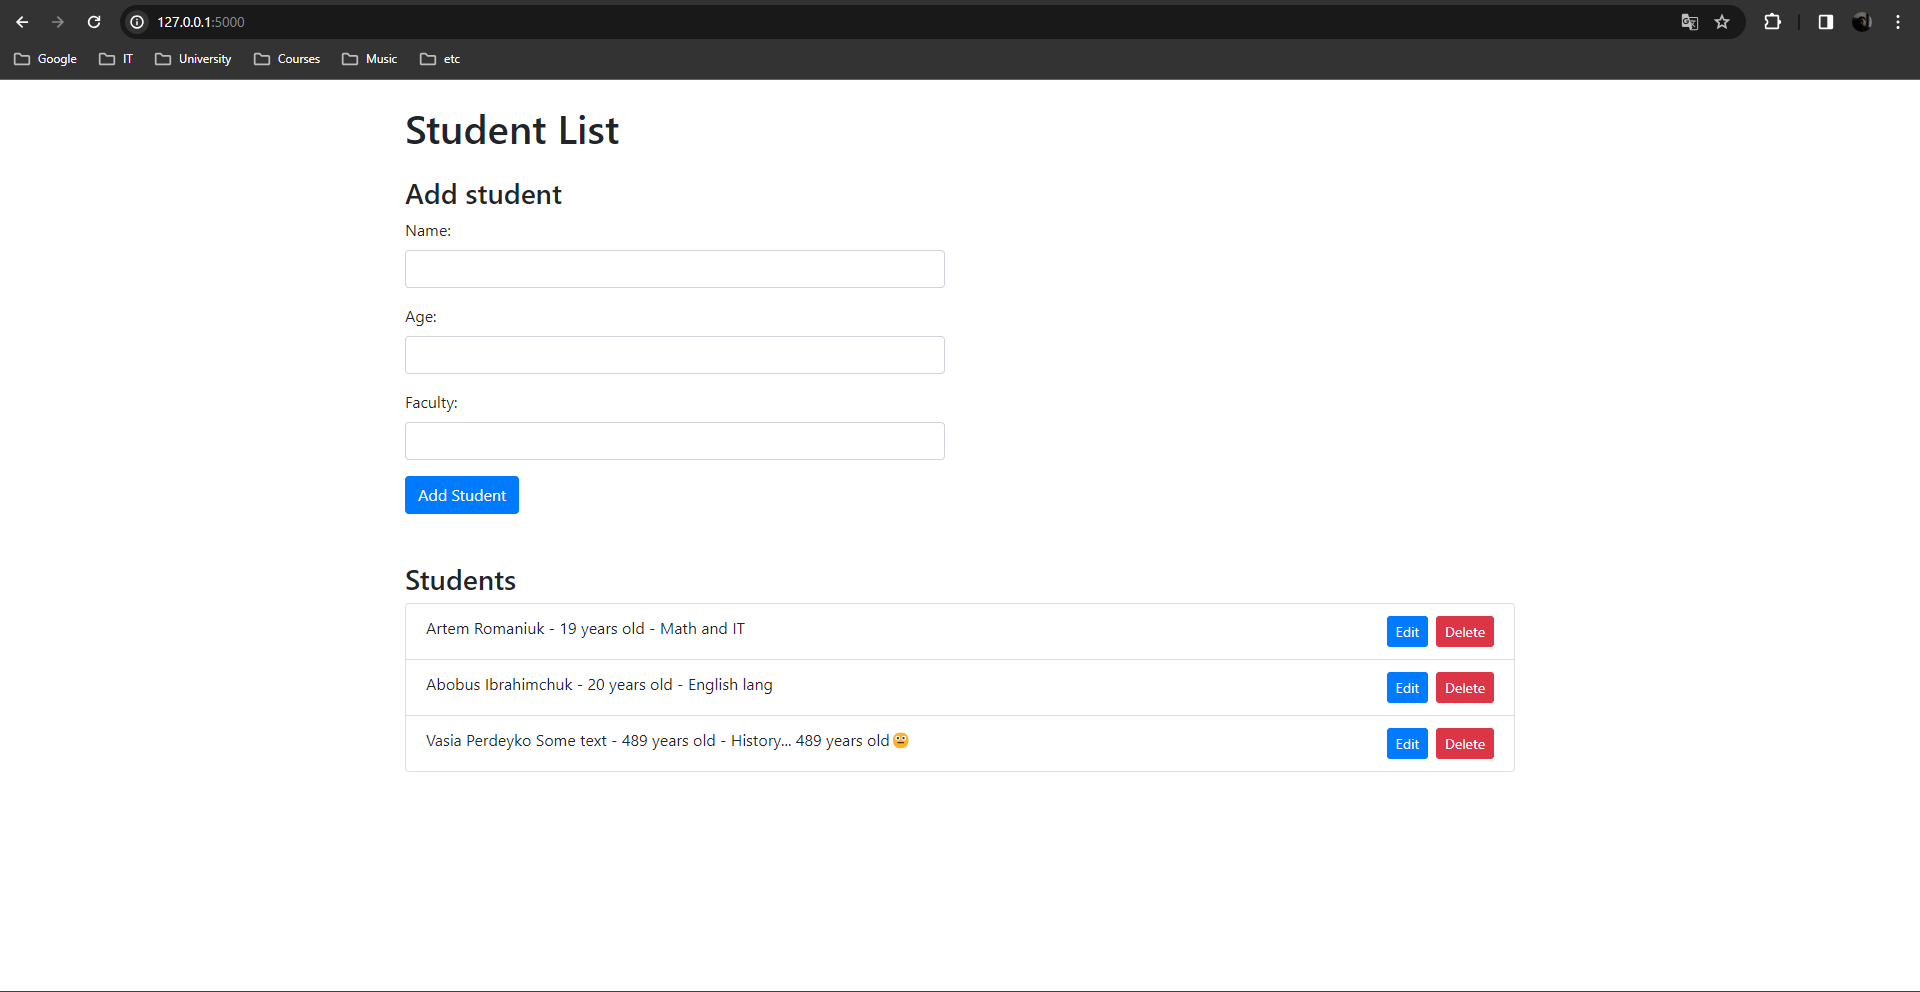 127.0.0.1:5000
Google IT University Courses Music etc
Student List
Add student
Name:
Age:
Faculty:
Add Student
Students
Artem Romaniuk - 19 years old - Math and IT Edit Delete
Abobus Ibrahimchuk - 20 years old - English lang Edit Delete
Vasia Perdeyko Some text - 489 years old - History... 489 years old😐 Edit Delete